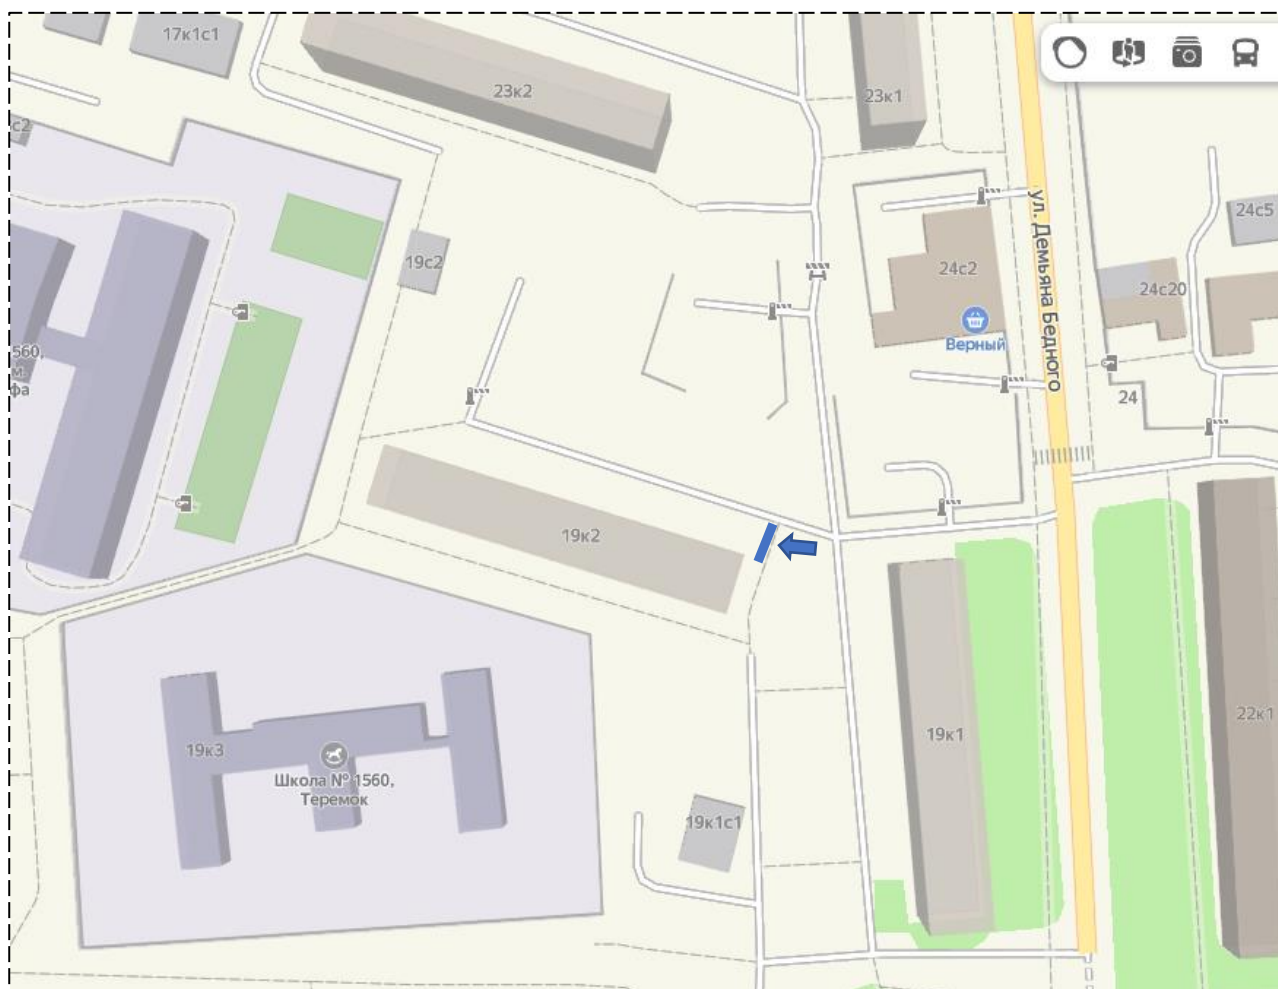 17к1с1
23к2
23к1
с2
24с5
19с2
24с2
24с20
ул. Демьяна Бедного
Верный
560,
м.
фа
24
19к2
22к1
19к1
19к3
Школа № 1560,
Теремок
19к1с1